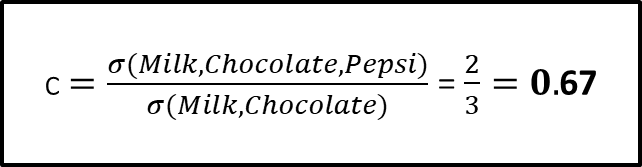 C = σ(Milk,Chocolate,Pepsi) / σ(Milk,Chocolate) = 2/3 = 0.67